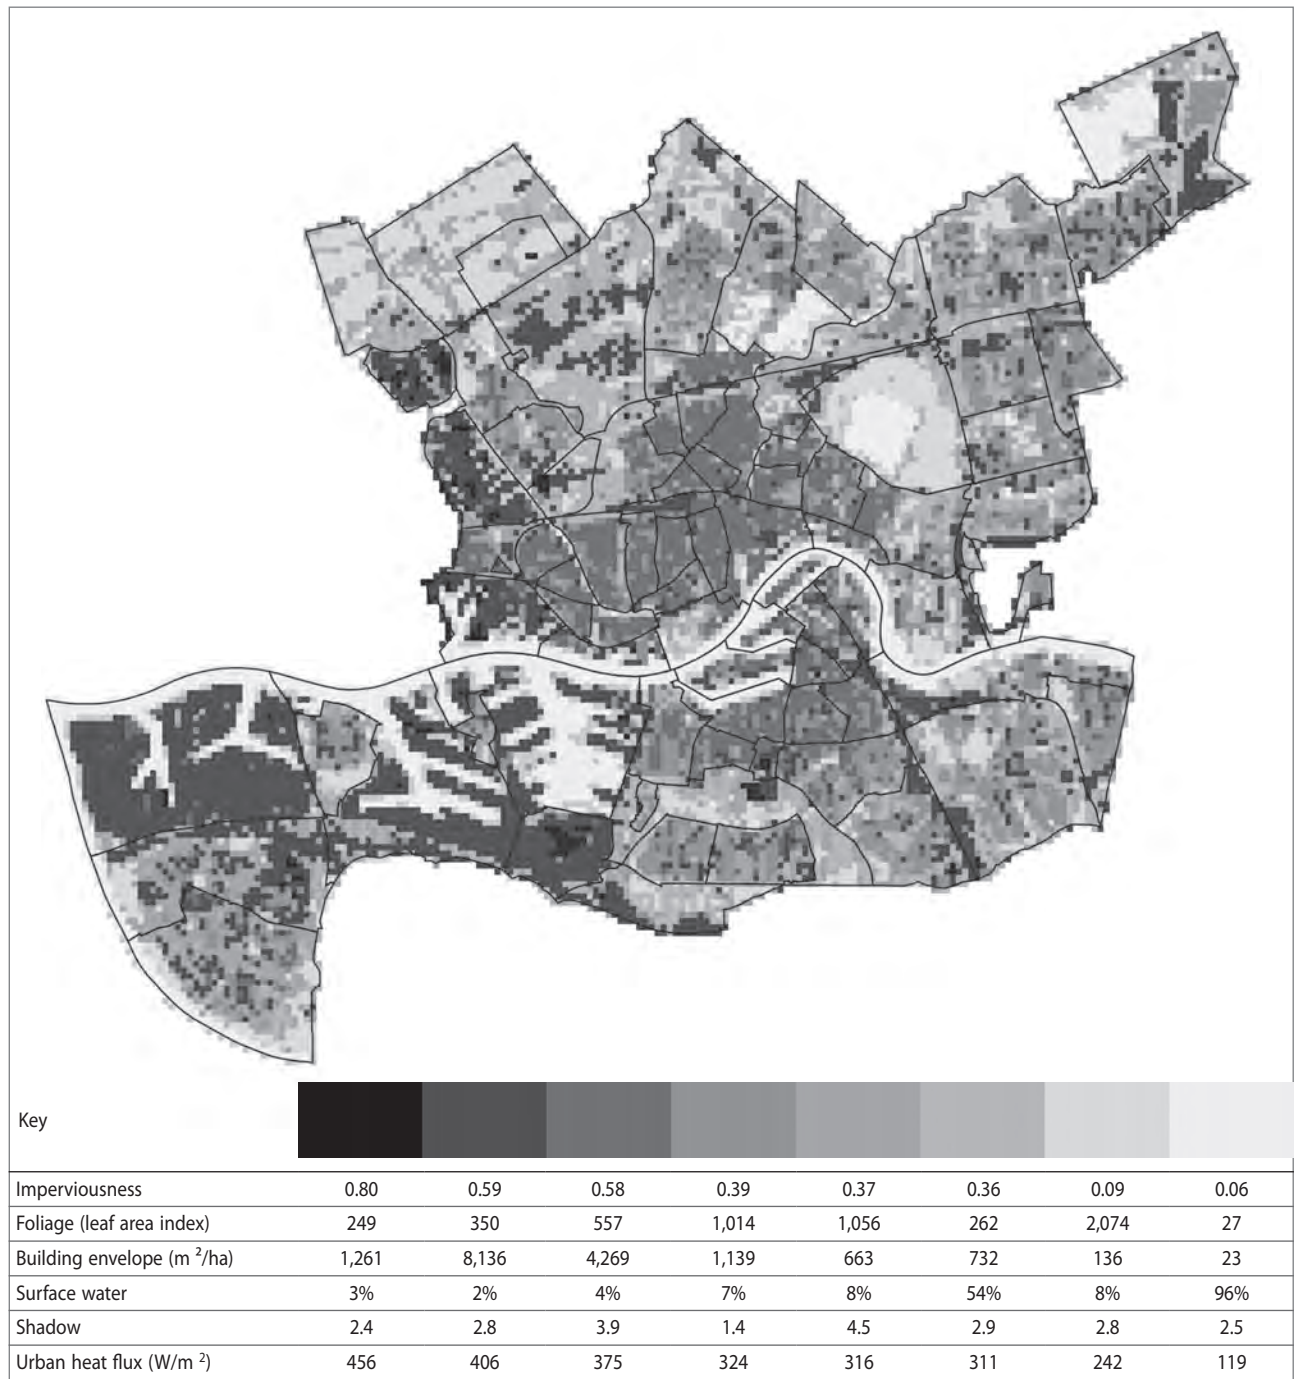 Key
Imperviousness 0.80 0.59 0.58 0.39 0.37 0.36 0.09 0.06
Foliage (leaf area index) 249 350 557 1,014 1,056 262 2,074 27
Building envelope (m ²/ha) 1,261 8,136 4,269 1,139 663 732 136 23
Surface water 3% 2% 4% 7% 8% 54% 8% 96%
Shadow 2.4 2.8 3.9 1.4 4.5 2.9 2.8 2.5
Urban heat flux (W/m ²) 456 406 375 324 316 311 242 119